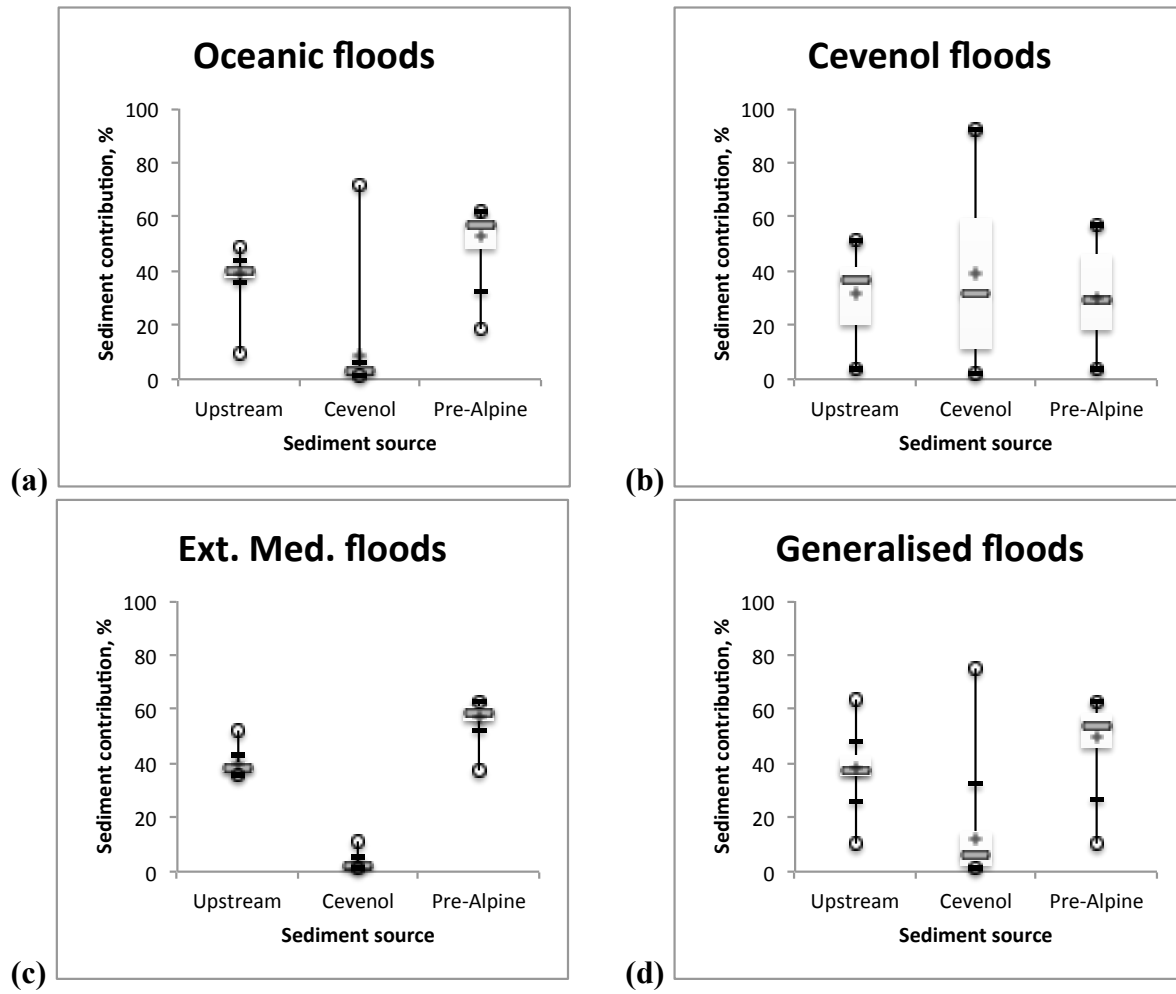 Oceanic floods
Sediment contribution, %
100
80
60
40
20
0
Upstream Cevenol Pre-Alpine
Sediment source
(a)
Cevenol floods
Sediment contribution, %
100
80
60
40
20
0
Upstream Cevenol Pre-Alpine
Sediment source
(b)
Ext. Med. floods
Sediment contribution, %
100
80
60
40
20
0
Upstream Cevenol Pre-Alpine
Sediment source
(c)
Generalised floods
Sediment contribution, %
100
80
60
40
20
0
Upstream Cevenol Pre-Alpine
Sediment source
(d)